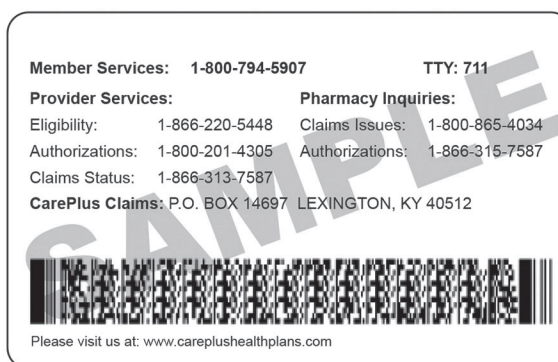 Member Services: 1-800-794-5907 TTY: 711
Provider Services: Pharmacy Inquiries:
Eligibility: 1-866-220-5448 Claims Issues: 1-800-865-4034
Authorizations: 1-800-201-4305 Authorizations: 1-866-315-7587
Claims Status: 1-866-313-7587
CarePlus Claims: P.O. BOX 14697 LEXINGTON, KY 40512
SAMPLE
Please visit us at: www.careplushealthplans.com